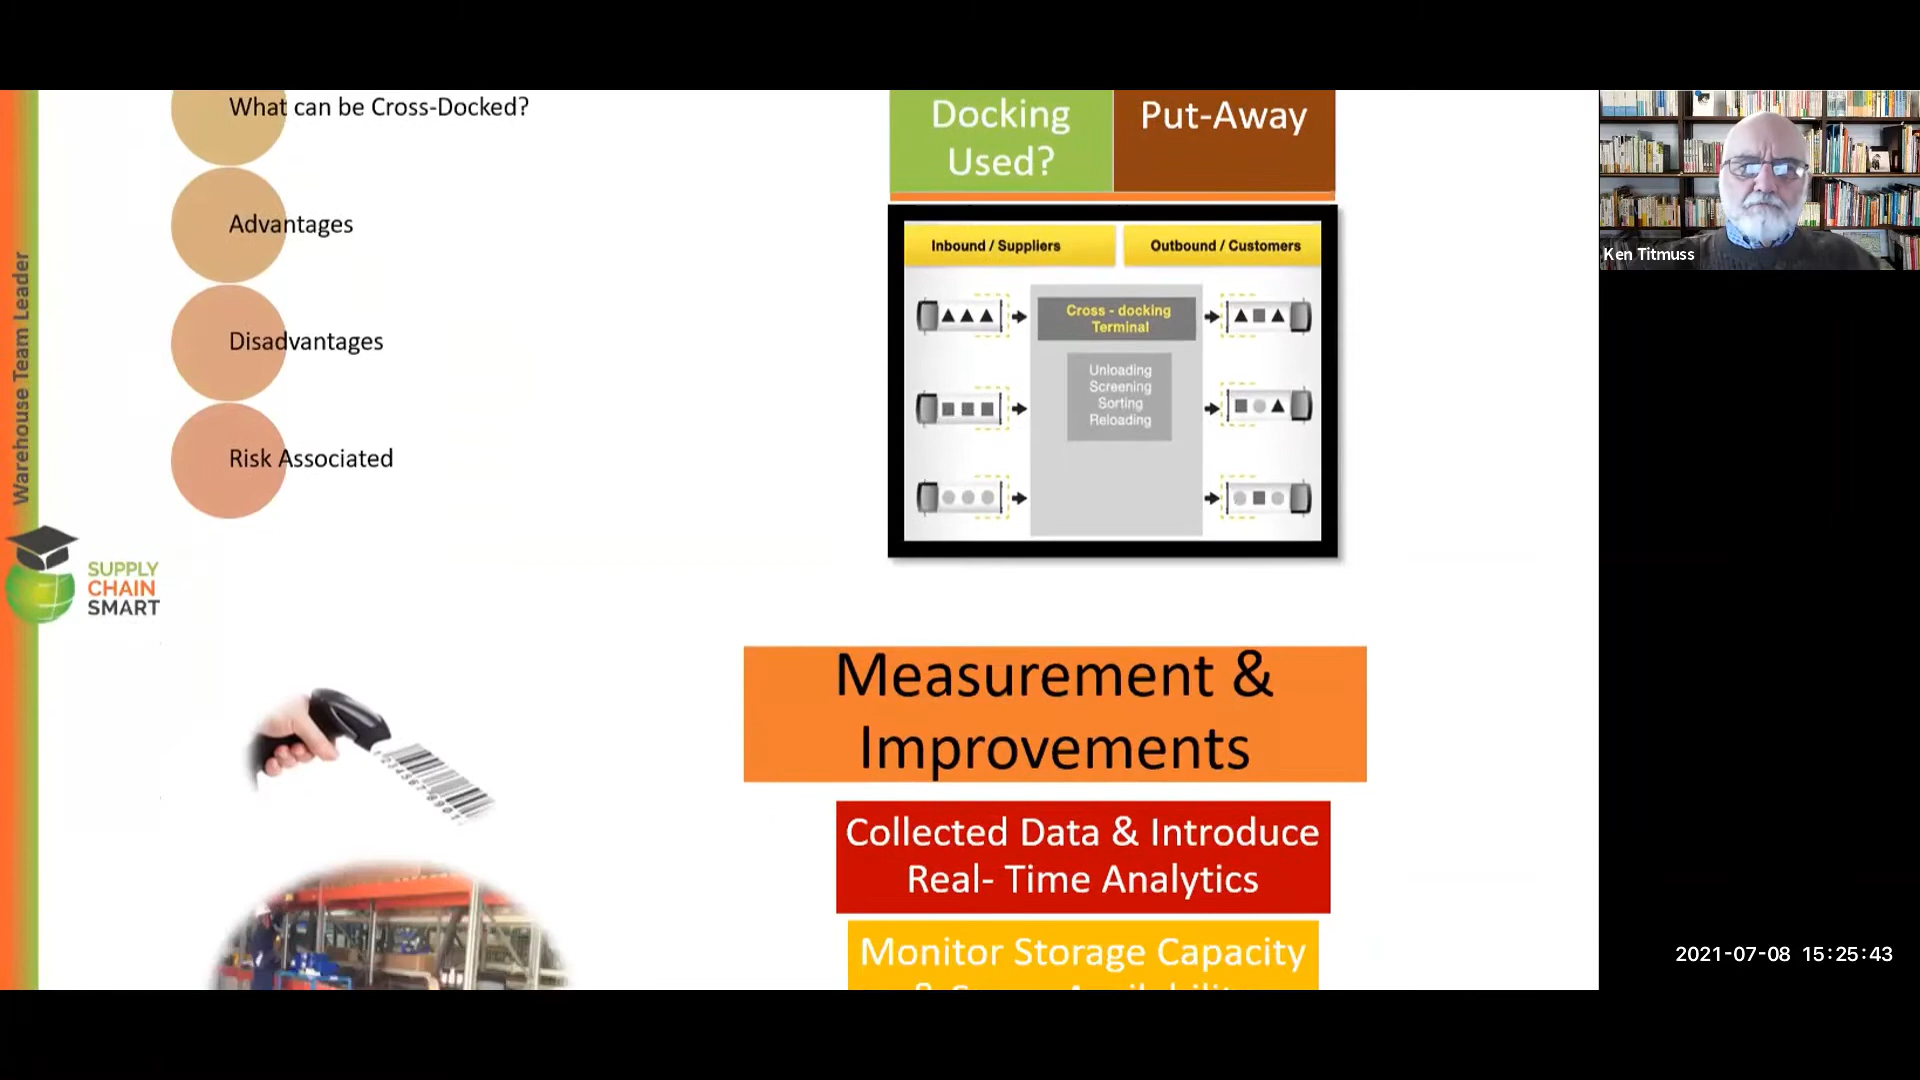 What can be Cross-Docked?
Advantages
Disadvantages
Risk Associated
Warehouse Team Leader
SUPPLY
CHAIN
SMART
Docking
Used?
Put-Away
Inbound / Suppliers
Outbound / Customers
Cross - docking
Terminal
Unloading
Screening
Sorting
Reloading
Measurement &
Improvements
Collected Data & Introduce
Real- Time Analytics
Monitor Storage Capacity
Ken Titmuss
2021-07-08 15:25:43